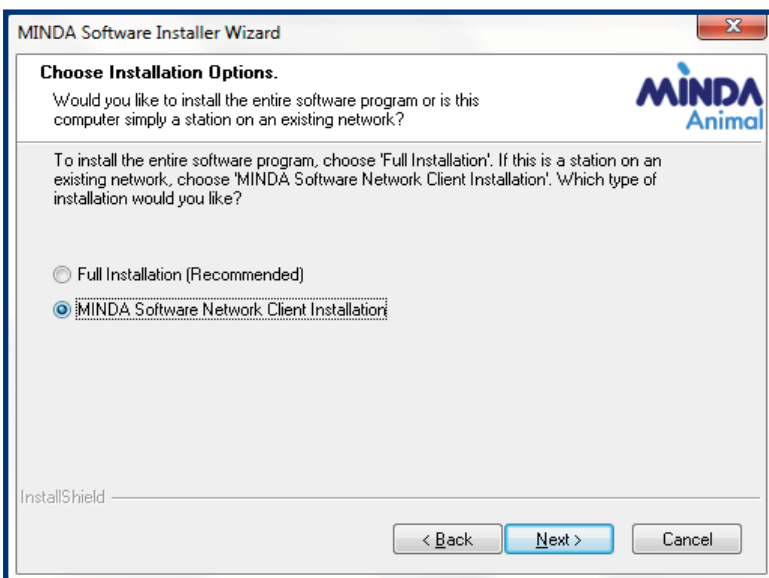 MINDA Software Installer Wizard
X
Choose Installation Options.
Would you like to install the entire software program or is this
computer simply a station on an existing network?
MINDA
Animal
To install the entire software program, choose 'Full Installation'. If this is a station on an
existing network, choose 'MINDA Software Network Client Installation'. Which type of
installation would you like?
Full Installation (Recommended)
MINDA Software Network Client Installation
InstallShield
< Back
Next >
Cancel